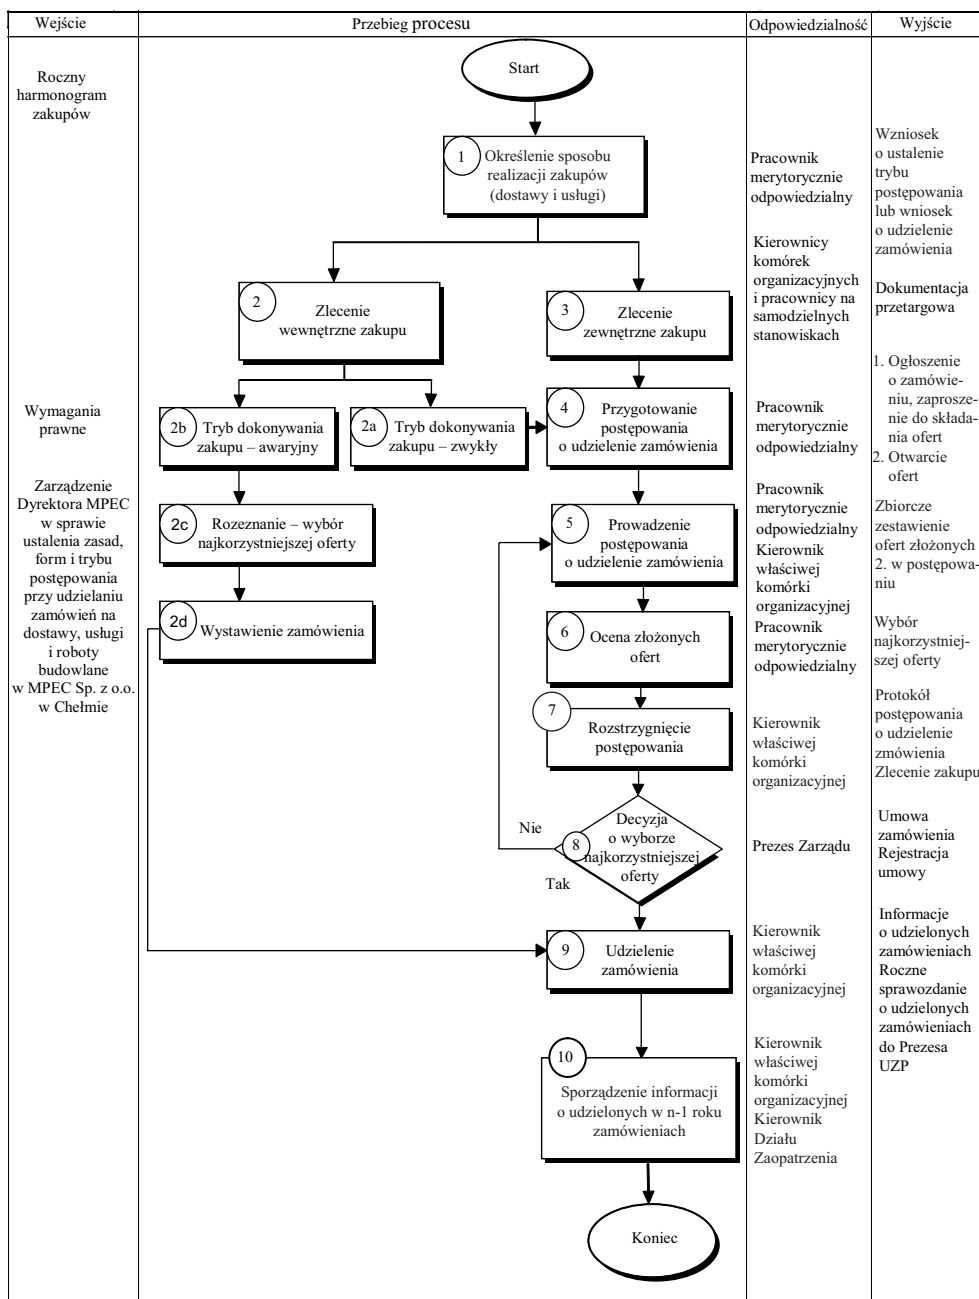 Wejście
Przebieg procesu
Odpowiedzialność
Wyjście
Roczny
harmonogram
zakupów
Wymagania
prawne
Zarządzenie
Dyrektora MPEC
w sprawie
ustalenia zasad,
form i trybu
postępowania
przy udzielaniu
zamówień na
dostawy, usługi
i roboty
budowlane
w MPEC Sp. z o.o.
w Chełmie
Start
1
Określenie sposobu
realizacji zakupów
(dostawy i usługi)
2
Zlecenie
wewnętrzne zakupu
3
Zlecenie
zewnętrzne zakupu
2b
Tryb dokonywania
zakupu – awaryjny
2a
Tryb dokonywania
zakupu – zwykły
4
Przygotowanie
postępowania
o udzielenie zamówienia
2c
Rozeznanie – wybór
najkorzystniejszej oferty
5
Prowadzenie
postępowania
o udzielenie zamówienia
2d
Wystawienie zamówienia
6
Ocena złożonych
ofert
7
Rozstrzygnięcie
postępowania
Nie
8
Decyzja
o wyborze
najkorzystniejszej
oferty
Tak
9
Udzielenie
zamówienia
10
Sporządzenie informacji
o udzielonych w n-1 roku
zamówieniach
Koniec
Pracownik
merytorycznie
odpowiedzialny
Kierownicy
komórek
organizacyjnych
i pracownicy na
samodzielnych
stanowiskach
Pracownik
merytorycznie
odpowiedzialny
Pracownik
merytorycznie
odpowiedzialny
Kierownik
właściwej
komórki
organizacyjnej
Pracownik
merytorycznie
odpowiedzialny
Kierownik
właściwej
komórki
organizacyjnej
Prezes Zarządu
Kierownik
właściwej
komórki
organizacyjnej
Kierownik
właściwej
komórki
organizacyjnej
Kierownik
Działu
Zaopatrzenia
Wzniosek
o ustalenie
trybu
postępowania
lub wniosek
o udzielenie
zamówienia
Dokumentacja
przetargowa
1. Ogłoszenie
o zamówie-
niu, zaprosze-
nie do składa-
nia ofert
2. Otwarcie
ofert
Zbiorcze
zestawienie
ofert złożonych
2. w postępowa-
niu
Wybór
najkorzystniej-
szej oferty
Protokół
postępowania
o udzielenie
zmówienia
Zlecenie zakupu
Umowa
zamówienia
Rejestracja
umowy
Informacje
o udzielonych
zamówieniach
Roczne
sprawozdanie
o udzielonych
zamówieniach
do Prezesa
UZP